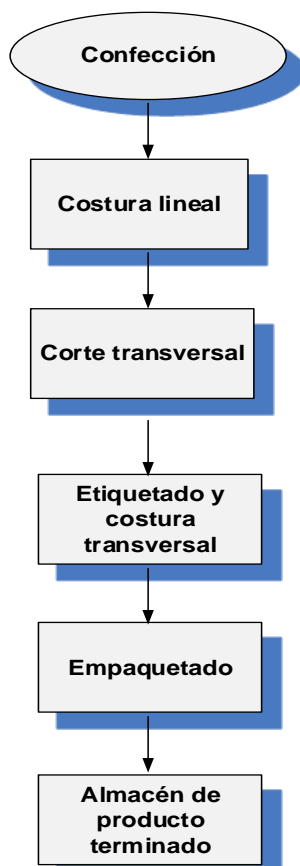 Confección
Costura lineal
Corte transversal
Etiquetado y
costura
transversal
Empaquetado
Almacén de
producto
terminado